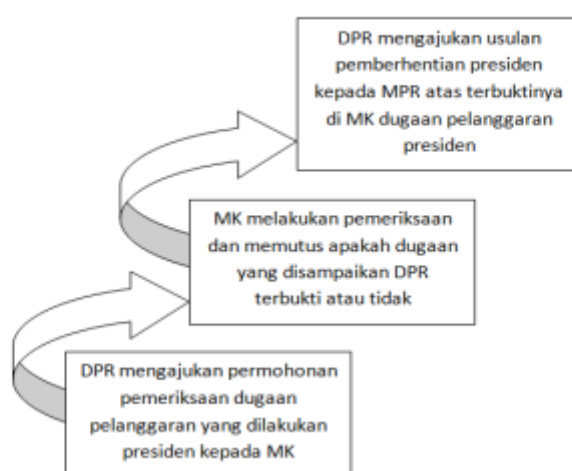 DPR mengajukan usulan
pemberhentian presiden
kepada MPR atas terbuktinya
di MK dugaan pelanggaran
presiden
MK melakukan pemeriksaan
dan memutus apakah dugaan
yang disampaikan DPR
terbukti atau tidak
DPR mengajukan permohonan
pemeriksaan dugaan
pelanggaran yang dilakukan
presiden kepada MK